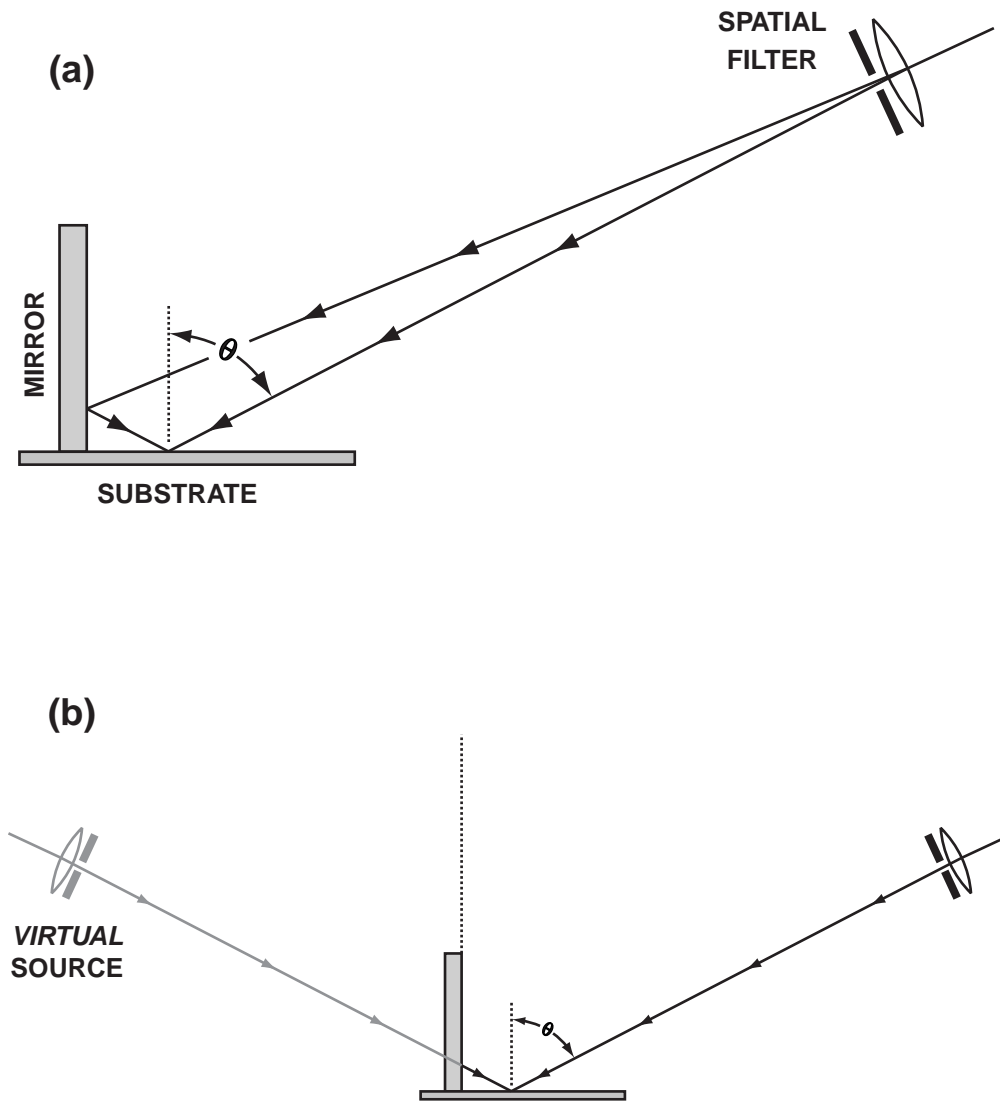 (a)
SPATIAL
FILTER
θ
MIRROR
SUBSTRATE
(b)
VIRTUAL
SOURCE
θ